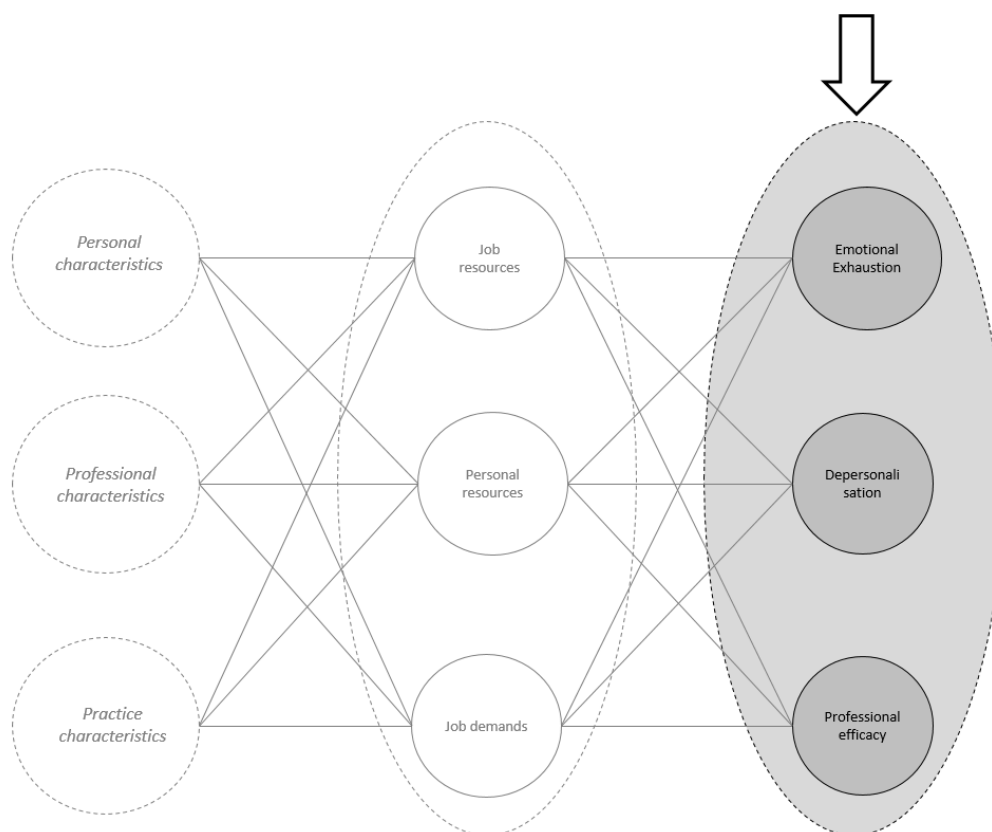 Personal
characteristics
Professional
characteristics
Practice
characteristics
Job
resources
Personal
resources
Job demands
Emotional
Exhaustion
Depersonali
sation
Professional
efficacy